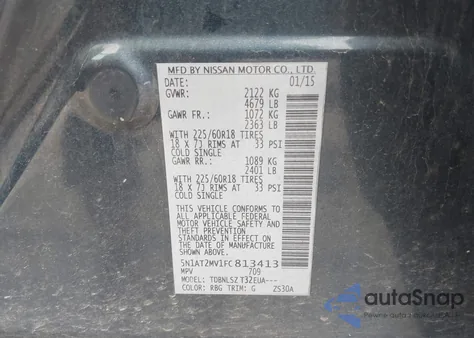 MFD BY NISSAN MOTOR CO., LTD.
DATE: 01/15
GVWR: 2122 KG
4679 LB
GAWR FR.: 1072 KG
2363 LB
WITH 225/60R18 TIRES
18 X 7J RIMS AT 33 PSI
COLD SINGLE
GAWR RR.: 1089 KG
2401 LB
WITH 225/60R18 TIRES
18 X 7J RIMS AT 33 PSI
COLD SINGLE
THIS VEHICLE CONFORMS TO
ALL APPLICABLE FEDERAL
MOTOR VEHICLE SAFETY
AND THEFT PREVENTION
STANDARDS IN EFFECT ON
THE DATE OF MANUFACTURE
SHOWN ABOVE.
5N1AT2MV1FC813413
MPV 709
MODEL: TDBNLSZ T32EUA---
COLOR: RBG TRIM: G ZS30A
autoSnap
POWERED BY